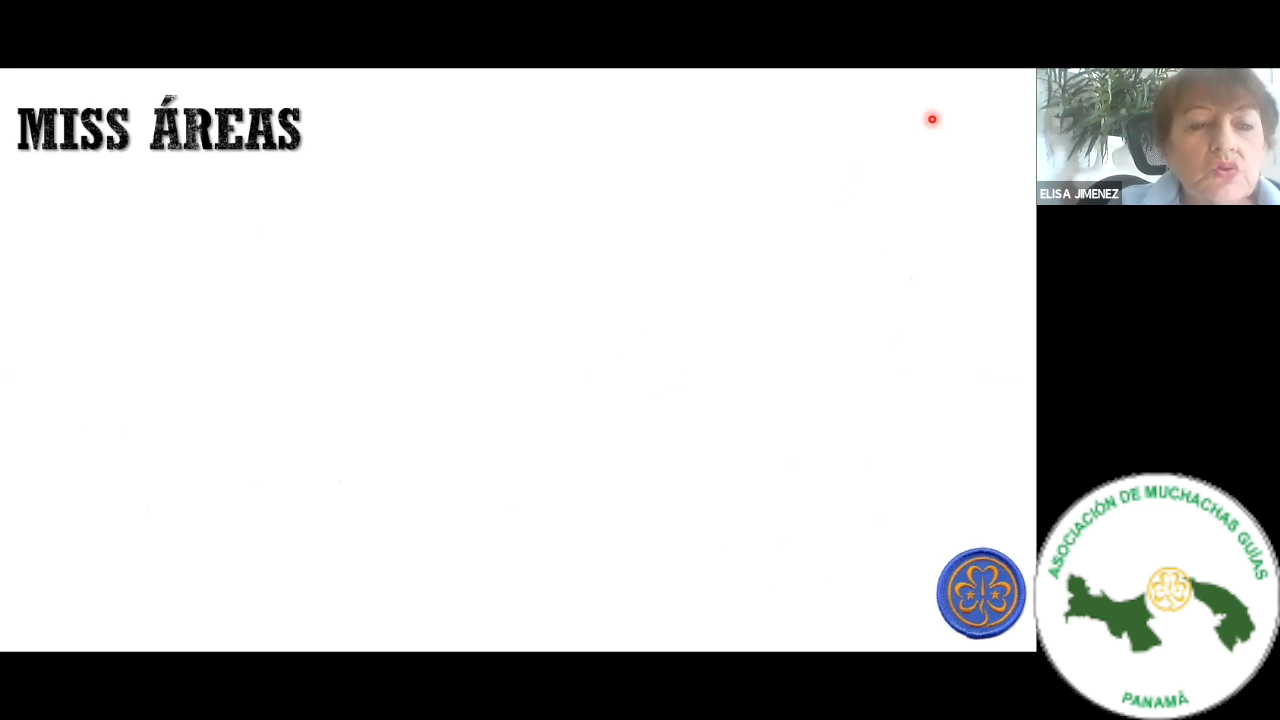 MISS ÁREAS
ELISA JIMENEZ
ASOCIACIÓN DE MUCHACHAS GUÍAS
PANAMÁ